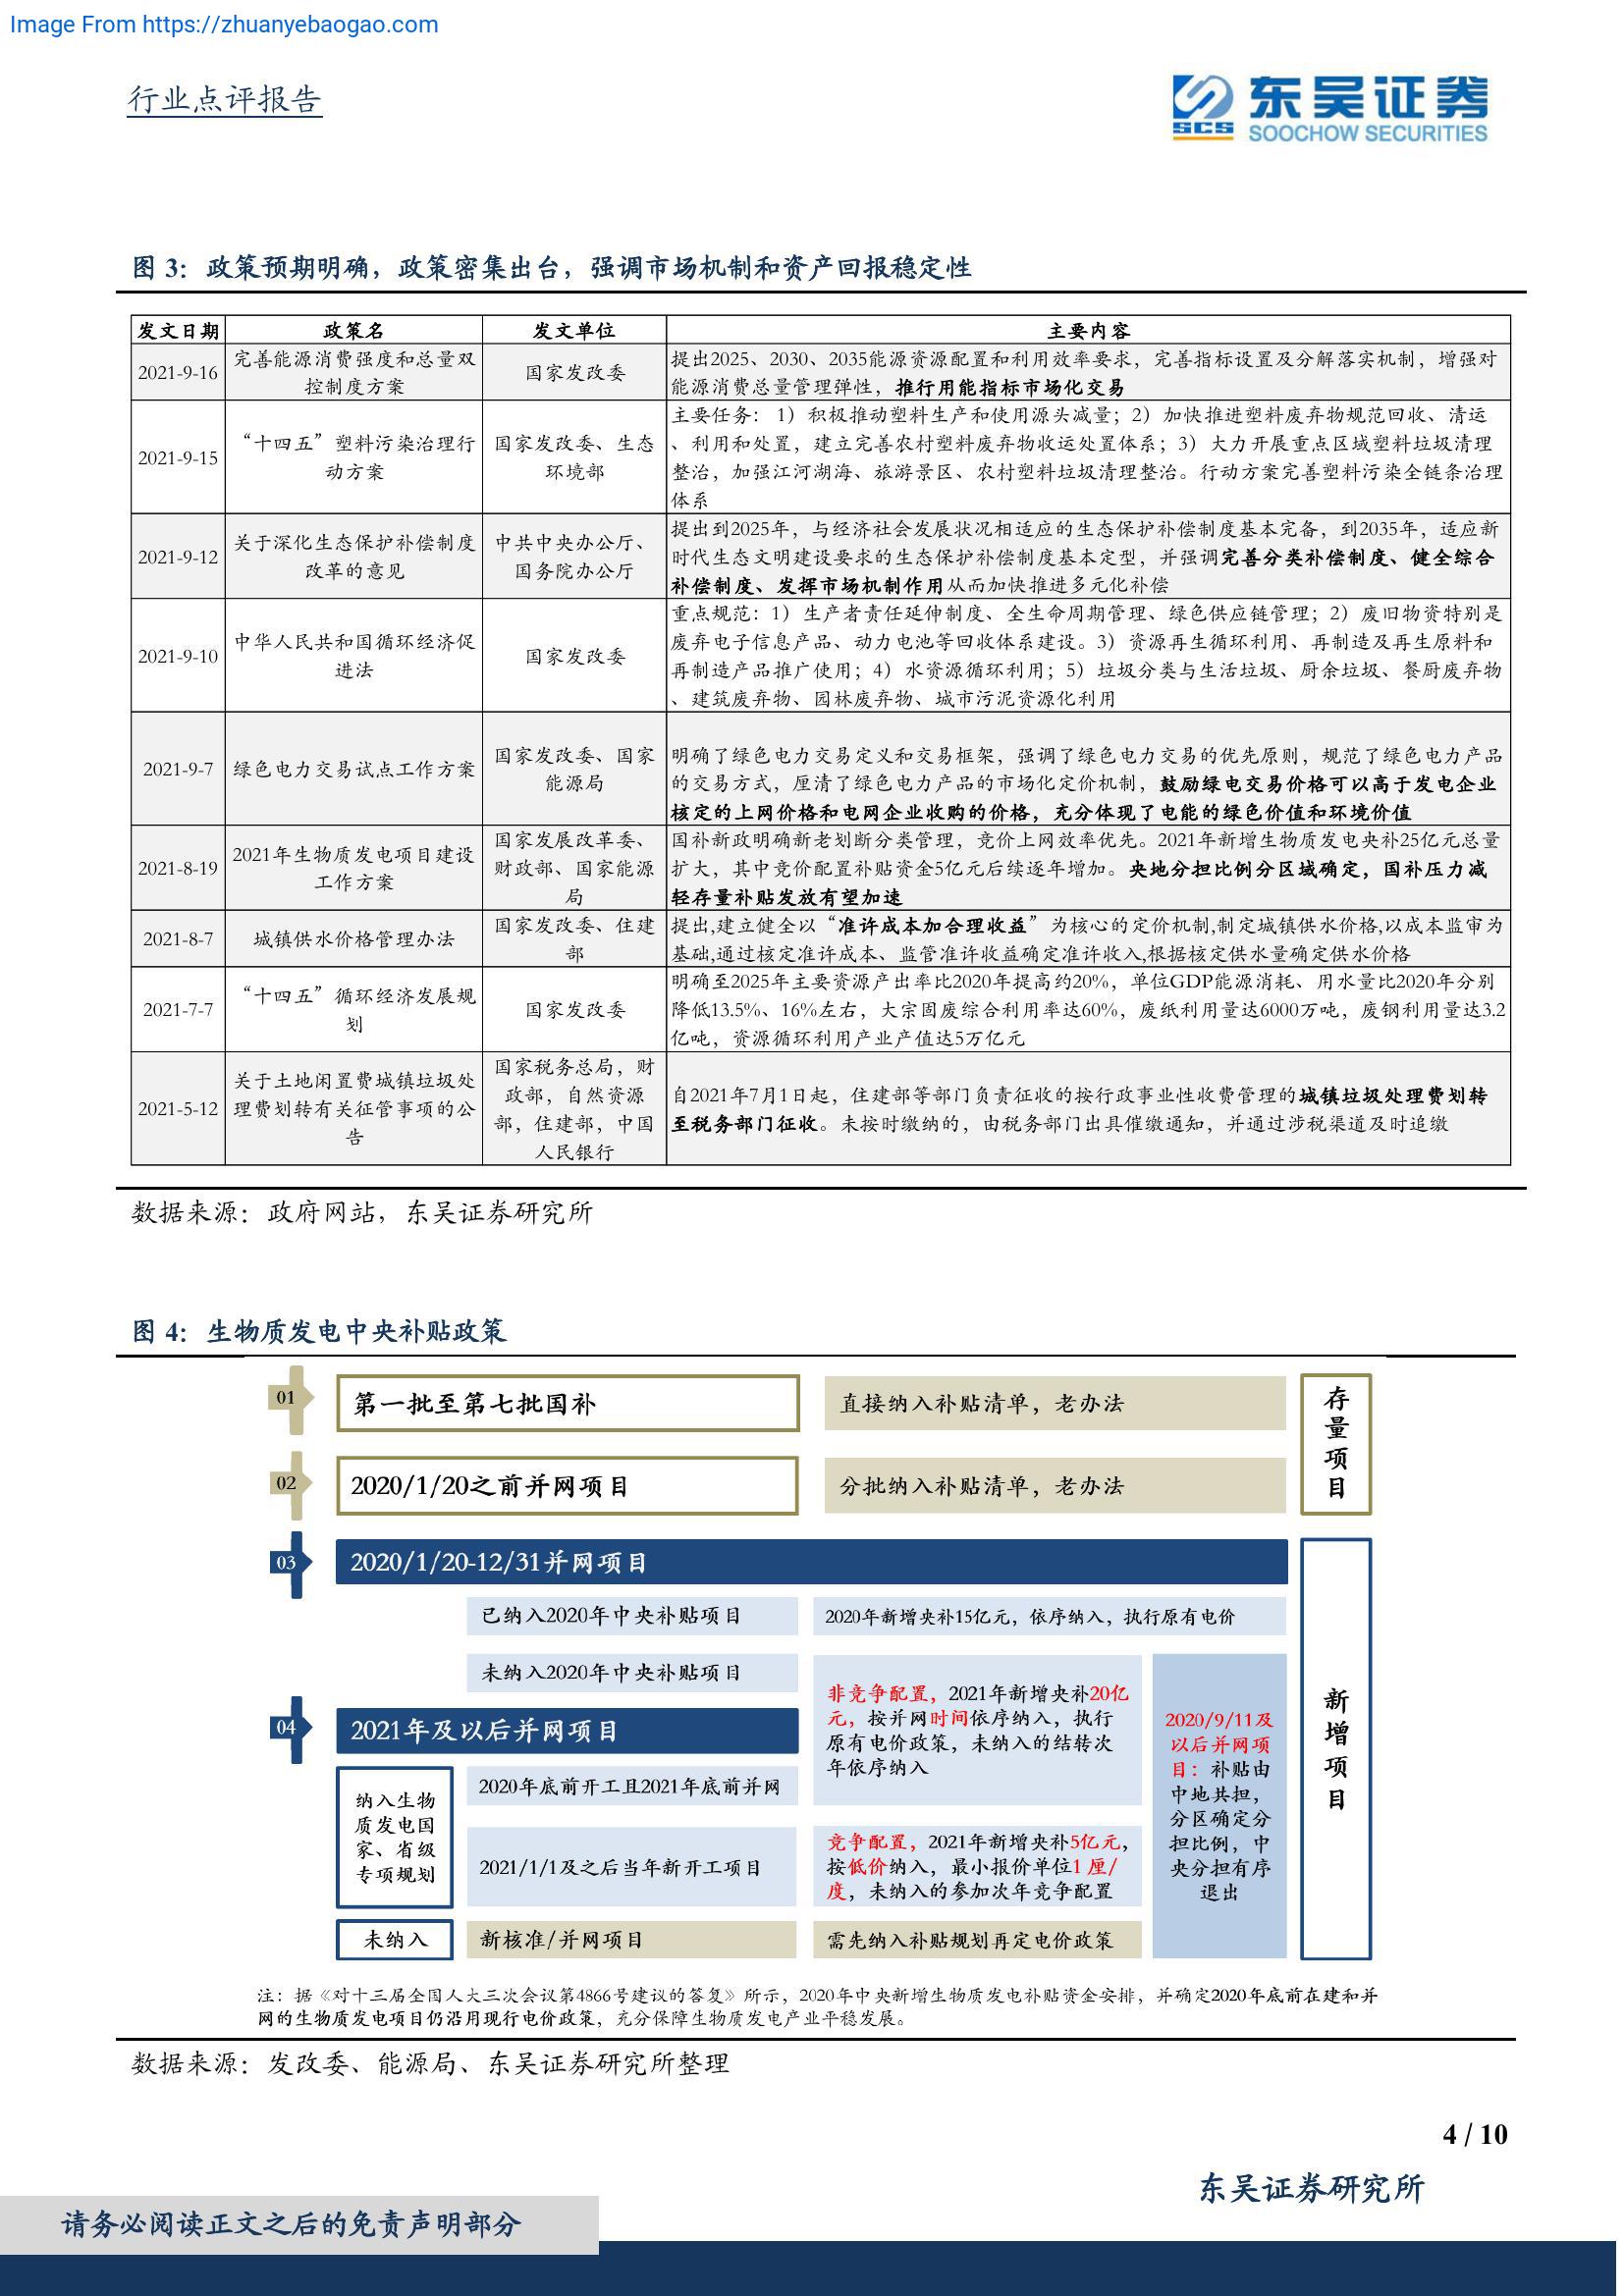 Image From https://zhuanyebaogao.com
行业点评报告
东吴证券
SCS
SOOCHOW SECURITIES
图 3：政策预期明确，政策密集出台，强调市场机制和资产回报稳定性
发文日期 政策名 发文单位 主要内容
2021-9-16
完善能源消费强度和总量双
控制度方案
国家发改委
提出2025、2030、2035能源资源配置和利用效率要求，完善指标设置及分解落实机制，增强对
能源消费总量管理弹性，推行用能指标市场化交易
2021-9-15
“十四五”塑料污染治理行
动方案
国家发改委、生态
环境部
主要任务：1）积极推动塑料生产和使用源头减量；2）加快推进塑料废弃物规范回收、清运
、利用和处置，建立完善农村塑料废弃物收运处置体系；3）大力开展重点区域塑料垃圾清理
整治，加强江河湖海、旅游景区、农村塑料垃圾清理整治。行动方案完善塑料污染全链条治理
体系
2021-9-12
关于深化生态保护补偿制度
改革的意见
中共中央办公厅、
国务院办公厅
提出到2025年，与经济社会发展状况相适应的生态保护补偿制度基本完备，到2035年，适应新
时代生态文明建设要求的生态保护补偿制度基本定型，并强调完善分类补偿制度、健全综合
补偿制度、发挥市场机制作用从而加快推进多元化补偿
2021-9-10
中华人民共和国循环经济促
进法
国家发改委
重点规范：1）生产者责任延伸制度、全生命周期管理、绿色供应链管理；2）废旧物资特别是
废弃电子信息产品、动力电池等回收体系建设。3）资源再生循环利用、再制造及再生原料和
再制造产品推广使用；4）水资源循环利用；5）垃圾分类与生活垃圾、厨余垃圾、餐厨废弃物
、建筑废弃物、园林废弃物、城市污泥资源化利用
2021-9-7
绿色电力交易试点工作方案
国家发改委、国家
能源局
明确了绿色电力交易定义和交易框架，强调了绿色电力交易的优先原则，规范了绿色电力产品
的交易方式，厘清了绿色电力产品的市场化定价机制，鼓励绿电交易价格可以高于发电企业
核定的上网价格和电网企业收购的价格，充分体现了电能的绿色价值和环境价值
2021-8-19
2021年生物质发电项目建设
工作方案
国家发展改革委、
财政部、国家能源
局
国补新政明确新老划断分类管理，竞价上网效率优先。2021年新增生物质发电央补25亿元总量
扩大，其中竞价配置补贴资金5亿元后续逐年增加。央地分担比例分区域确定，国补压力减
轻存量补贴发放有望加速
2021-8-7
城镇供水价格管理办法
国家发改委、住建
部
提出,建立健全以“准许成本加合理收益”为核心的定价机制,制定城镇供水价格,以成本监审为
基础,通过核定准许成本、监管准许收益确定准许收入,根据核定供水量确定供水价格
2021-7-7
“十四五”循环经济发展规
划
国家发改委
明确至2025年主要资源产出率比2020年提高约20%，单位GDP能源消耗、用水量比2020年分别
降低13.5%、16%左右，大宗固废综合利用率达60%，废纸利用量达6000万吨，废钢利用量达3.2
亿吨，资源循环利用产业产值达5万亿元
2021-5-12
关于土地闲置费城镇垃圾处
理费划转有关征管事项的公
告
国家税务总局，财
政部，自然资源
部，住建部，中国
人民银行
自2021年7月1日起，住建部等部门负责征收的按行政事业性收费管理的城镇垃圾处理费划转
至税务部门征收。未按时缴纳的，由税务部门出具催缴通知，并通过涉税渠道及时追缴
数据来源：政府网站，东吴证券研究所
图 4：生物质发电中央补贴政策
01
第一批至第七批国补
直接纳入补贴清单，老办法
02
2020/1/20之前并网项目
分批纳入补贴清单，老办法
存
量
项
目
03
2020/1/20-12/31并网项目
已纳入2020年中央补贴项目
2020年新增央补15亿元，依序纳入，执行原有电价
未纳入2020年中央补贴项目
04
2021年及以后并网项目
非竞争配置，2021年新增央补20亿
元，按并网时间依序纳入，执行
原有电价政策，未纳入的结转次
年依序纳入
纳入生物
质发电国
家、省级
专项规划
2020年底前开工且2021年底前并网
2021/1/1及之后当年新开工项目
竞争配置，2021年新增央补5亿元，
按低价纳入，最小报价单位1 厘/
度，未纳入的参加次年竞争配置
未纳入
新核准/并网项目
需先纳入补贴规划再定电价政策
2020/9/11及
以后并网项
目：补贴由
中地共担，
分区确定分
担比例，中
央分担有序
退出
新
增
项
目
注：据《对十三届全国人大三次会议第4866号建议的答复》所示，2020年中央新增生物质发电补贴资金安排，并确定2020年底前在建和并
网的生物质发电项目仍沿用现行电价政策，充分保障生物质发电产业平稳发展。
数据来源：发改委、能源局、东吴证券研究所整理
4 / 10
东吴证券研究所
请务必阅读正文之后的免责声明部分